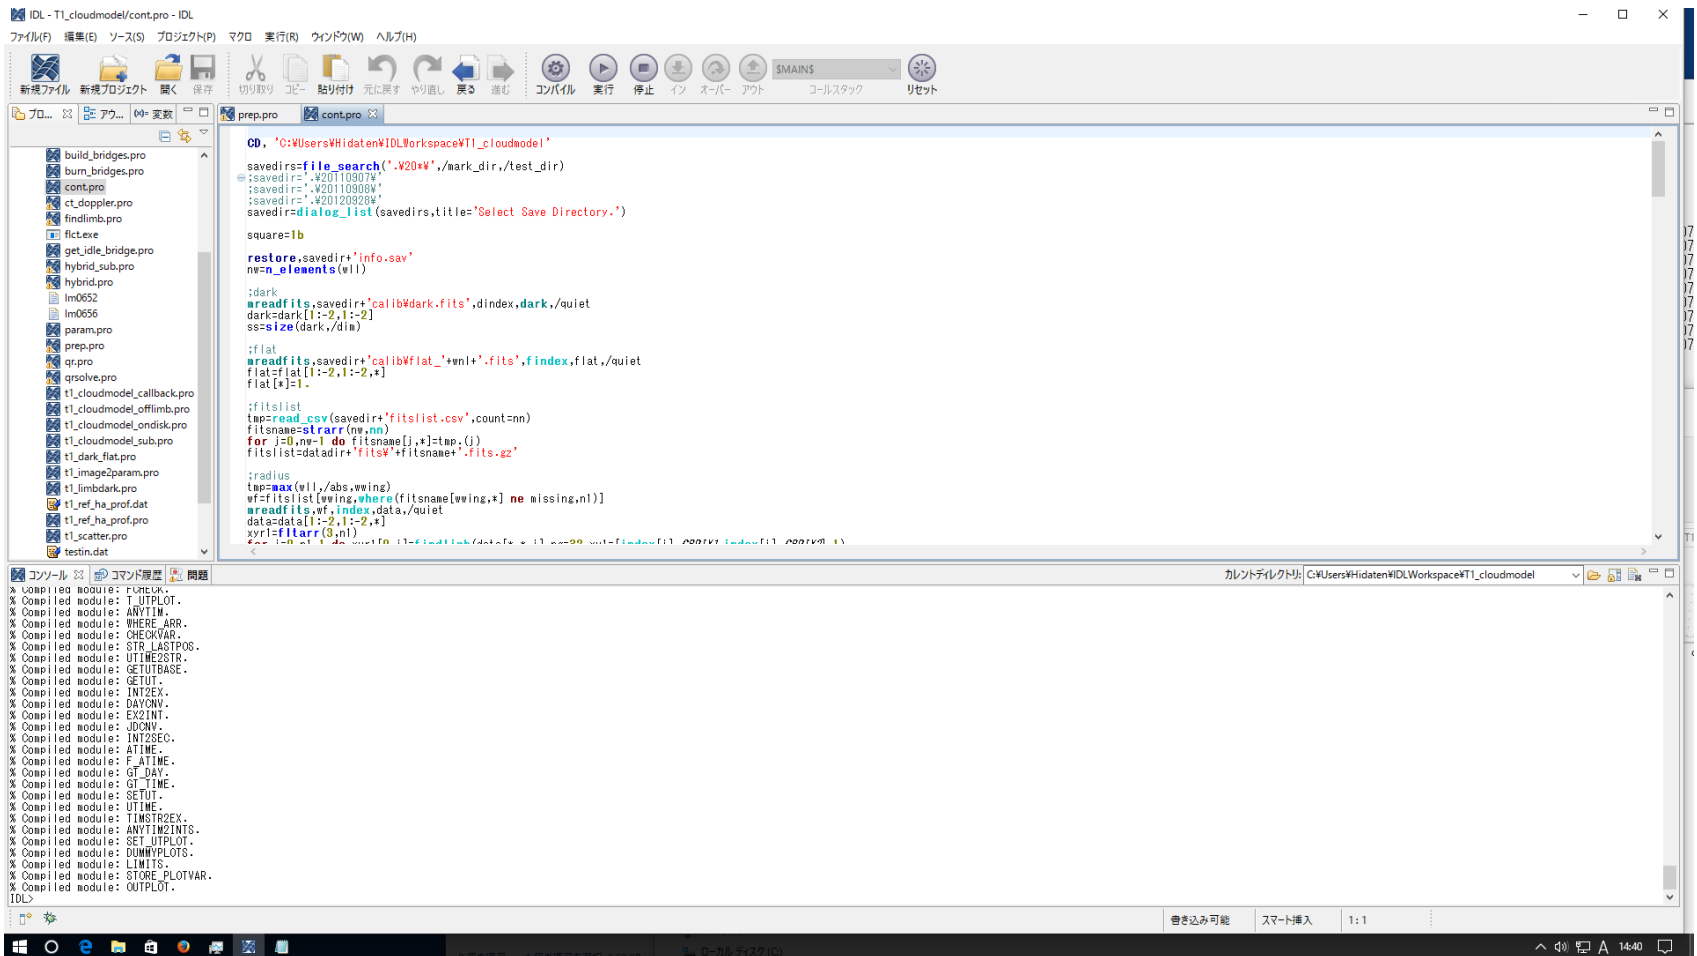 IDL - T1_cloudmodel/cont.pro - IDL
ファイル(F) 編集(E) ソース(S) プロジェクト(P) マクロ 実行(R) ウィンドウ(W) ヘルプ(H)
新規ファイル 新規プロジェクト 開く 保存 切り取り コピー 貼り付け 元に戻す やり直し 戻る 進む コンパイル 実行 停止 イン オーバー アウト $MAIN$ コールスタック リセット
プロ... アウ... 変数 prep.pro cont.pro
build_bridges.pro
burn_bridges.pro
cont.pro
ct_doppler.pro
findlimb.pro
flct.exe
get_idle_bridge.pro
hybrid_sub.pro
hybrid.pro
lm0652
lm0656
param.pro
prep.pro
qr.pro
qrsolve.pro
t1_cloudmodel_callback.pro
t1_cloudmodel_offlimb.pro
t1_cloudmodel_ondisk.pro
t1_cloudmodel_sub.pro
t1_dark_flat.pro
t1_image2param.pro
t1_limbdark.pro
t1_ref_ha_prof.dat
t1_ref_ha_prof.pro
t1_scatter.pro
testin.dat
CD, 'C:¥Users¥Hidaten¥IDLWorkspace¥T1_cloudmodel'
savedirs=file_search('.¥20*¥',/mark_dir,/test_dir)
;savedir='.¥20110907¥'
;savedir='.¥20110908¥'
;savedir='.¥20120928¥'
savedir=dialog_list(savedirs,title='Select Save Directory.')
square=1b
restore,savedir+'info.sav'
nw=n_elements(wll)
;dark
mreadfits,savedir+'calib¥dark.fits',dindex,dark,/quiet
dark=dark[1:-2,1:-2]
ss=size(dark,/dim)
;flat
mreadfits,savedir+'calib¥flat_'+wnl+'.fits',findex,flat,/quiet
flat=flat[1:-2,1:-2,*]
flat[*]=1.
;fitslist
tmp=read_csv(savedir+'fitslist.csv',count=nn)
fitsname=strarr(nw,nn)
for j=0,nw-1 do fitsname[j,*]=tmp.(j)
fitslist=datadir+'fits¥'+fitsname+'.fits.gz'
;radius
tmp=max(wll,/abs,wwing)
wf=fitslist[wwing,where(fitsname[wwing,*] ne missing,n1)]
mreadfits,wf,index,data,/quiet
data=data[1:-2,1:-2,*]
xyr1=fltarr(3,n1)
コンソール コマンド履歴 問題 カレントディレクトリ: C:¥Users¥Hidaten¥IDLWorkspace¥T1_cloudmodel
% Compiled module: FCHECK.
% Compiled module: T_UTPLOT.
% Compiled module: ANYTIM.
% Compiled module: WHERE_ARR.
% Compiled module: CHECKVAR.
% Compiled module: STR_LASTPOS.
% Compiled module: UTIME2STR.
% Compiled module: GETUTBASE.
% Compiled module: GETUT.
% Compiled module: INT2EX.
% Compiled module: DAYCNV.
% Compiled module: EX2INT.
% Compiled module: JDCNV.
% Compiled module: INT2SEC.
% Compiled module: ATIME.
% Compiled module: F_ATIME.
% Compiled module: GT_DAY.
% Compiled module: GT_TIME.
% Compiled module: SETUT.
% Compiled module: UTIME.
% Compiled module: TIMSTR2EX.
% Compiled module: ANYTIM2INTS.
% Compiled module: SET_UTPLOT.
% Compiled module: DUMMYPLOTS.
% Compiled module: LIMITS.
% Compiled module: STORE_PLOTVAR.
% Compiled module: OUTPLOT.
IDL>
書き込み可能 スマート挿入 1 : 1
ローカル ディスク (C:)
A 14:40